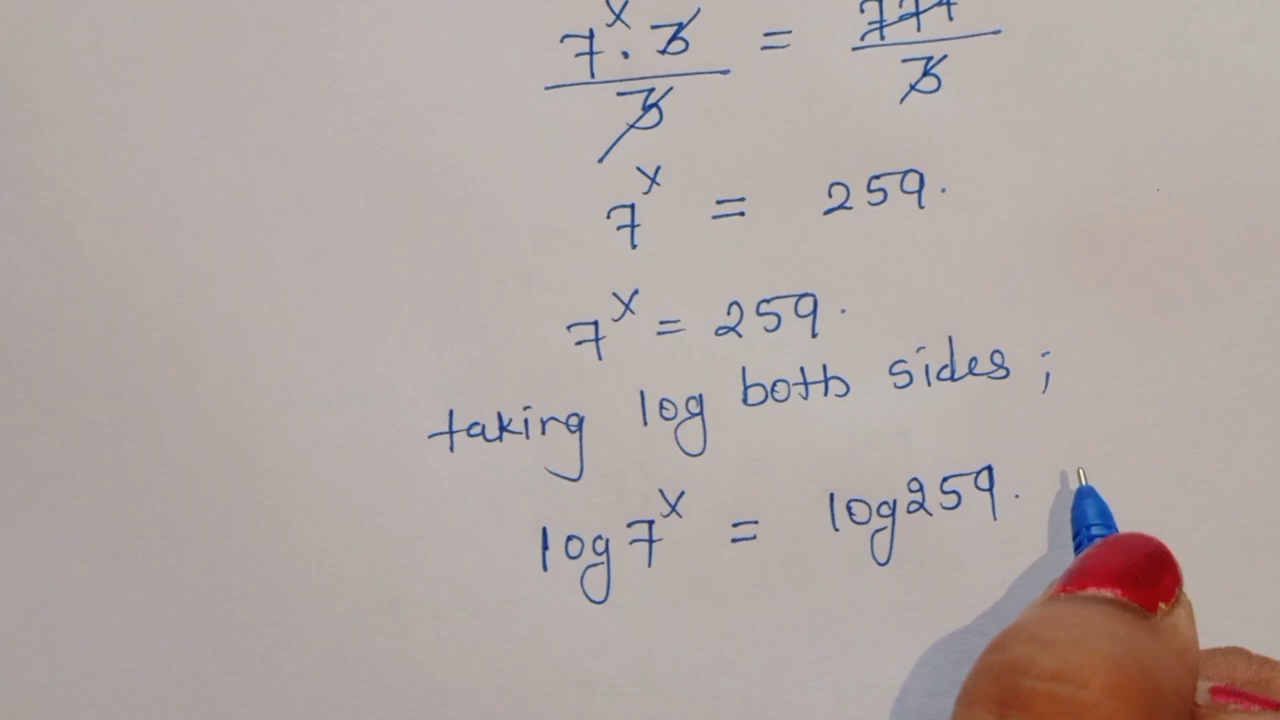 7^x · 3 / 3 = 777 / 3
7^x = 259.
7^x = 259.
taking log both sides ;
log 7^x = log 259.